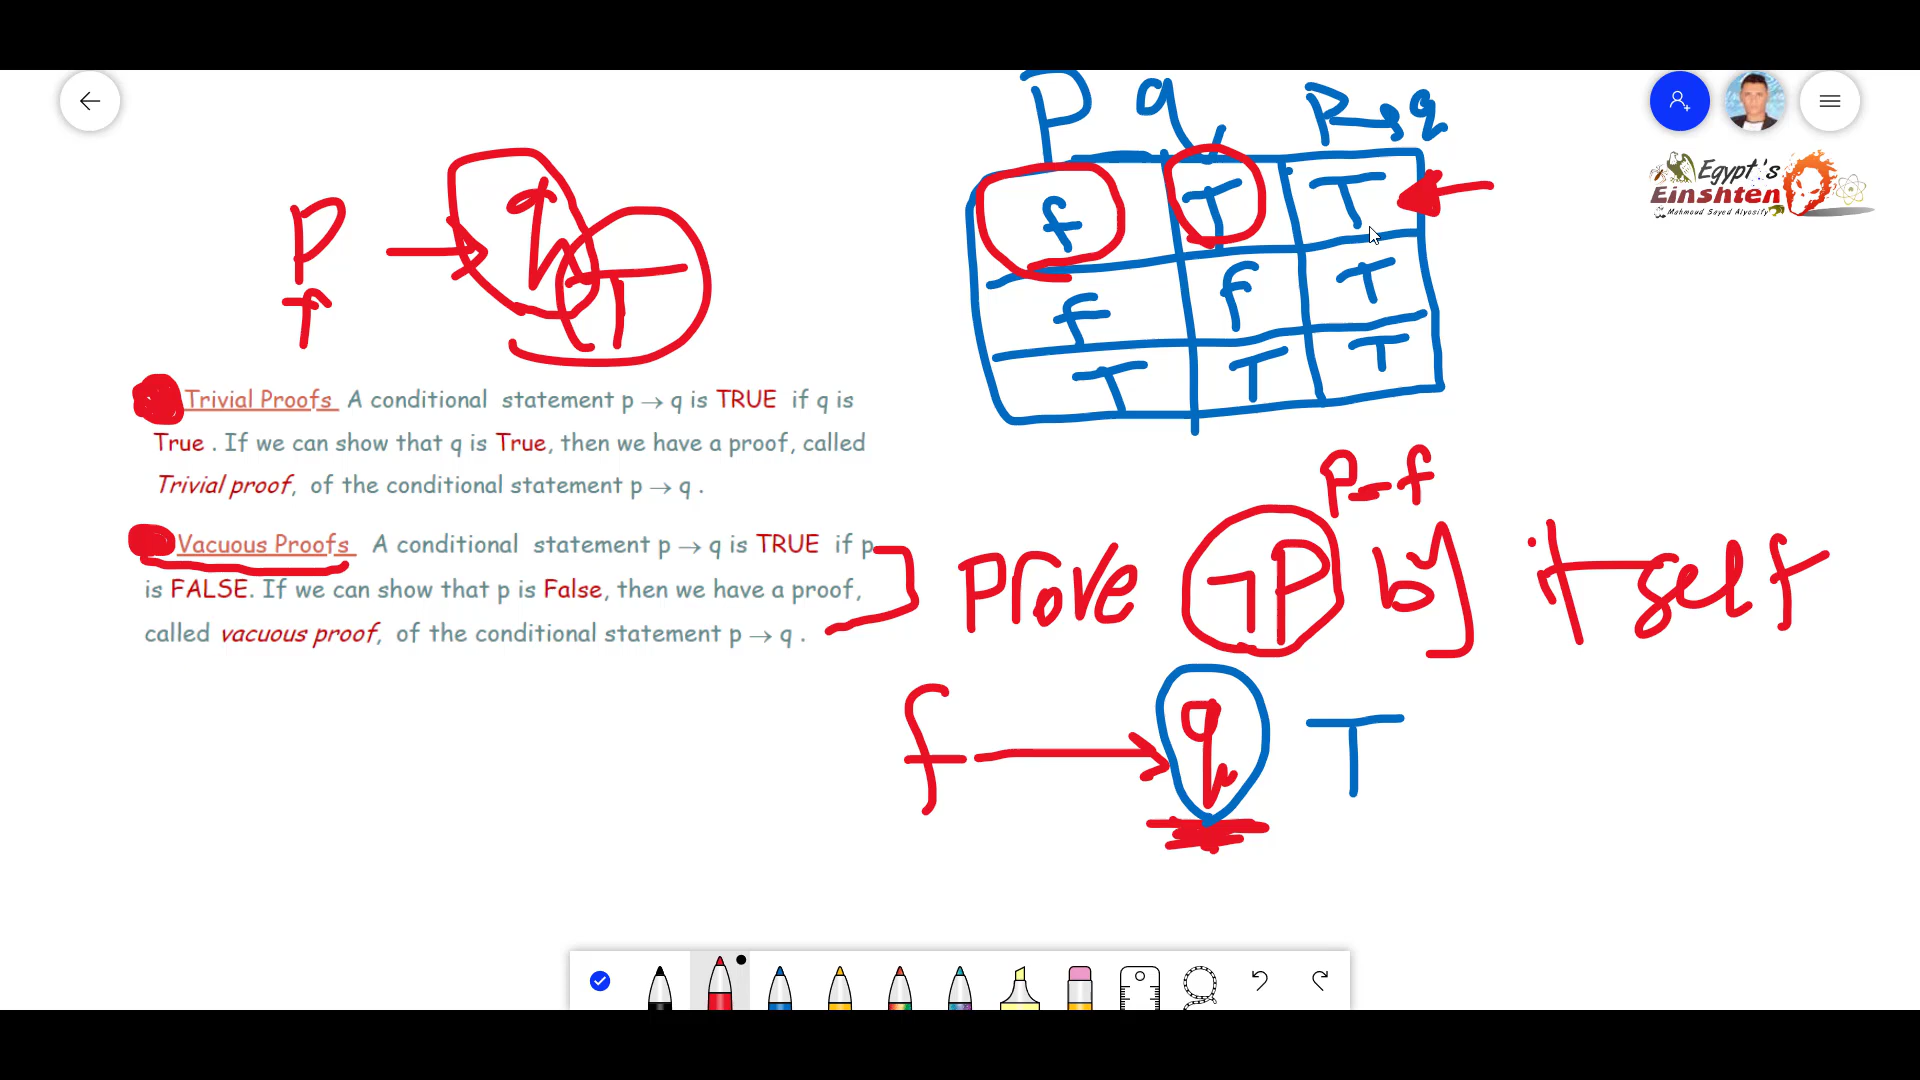 P q P→q
f T T
f f T
T T T
P → q
T T
Egypt's
Einshten
Mahmoud Sayed Alyosify
Trivial Proofs A conditional statement p → q is TRUE if q is
True . If we can show that q is True, then we have a proof, called
Trivial proof, of the conditional statement p → q .
Vacuous Proofs A conditional statement p → q is TRUE if p
is FALSE. If we can show that p is False, then we have a proof,
called vacuous proof, of the conditional statement p → q .
P - f
Prove ¬P by itself
f → q T